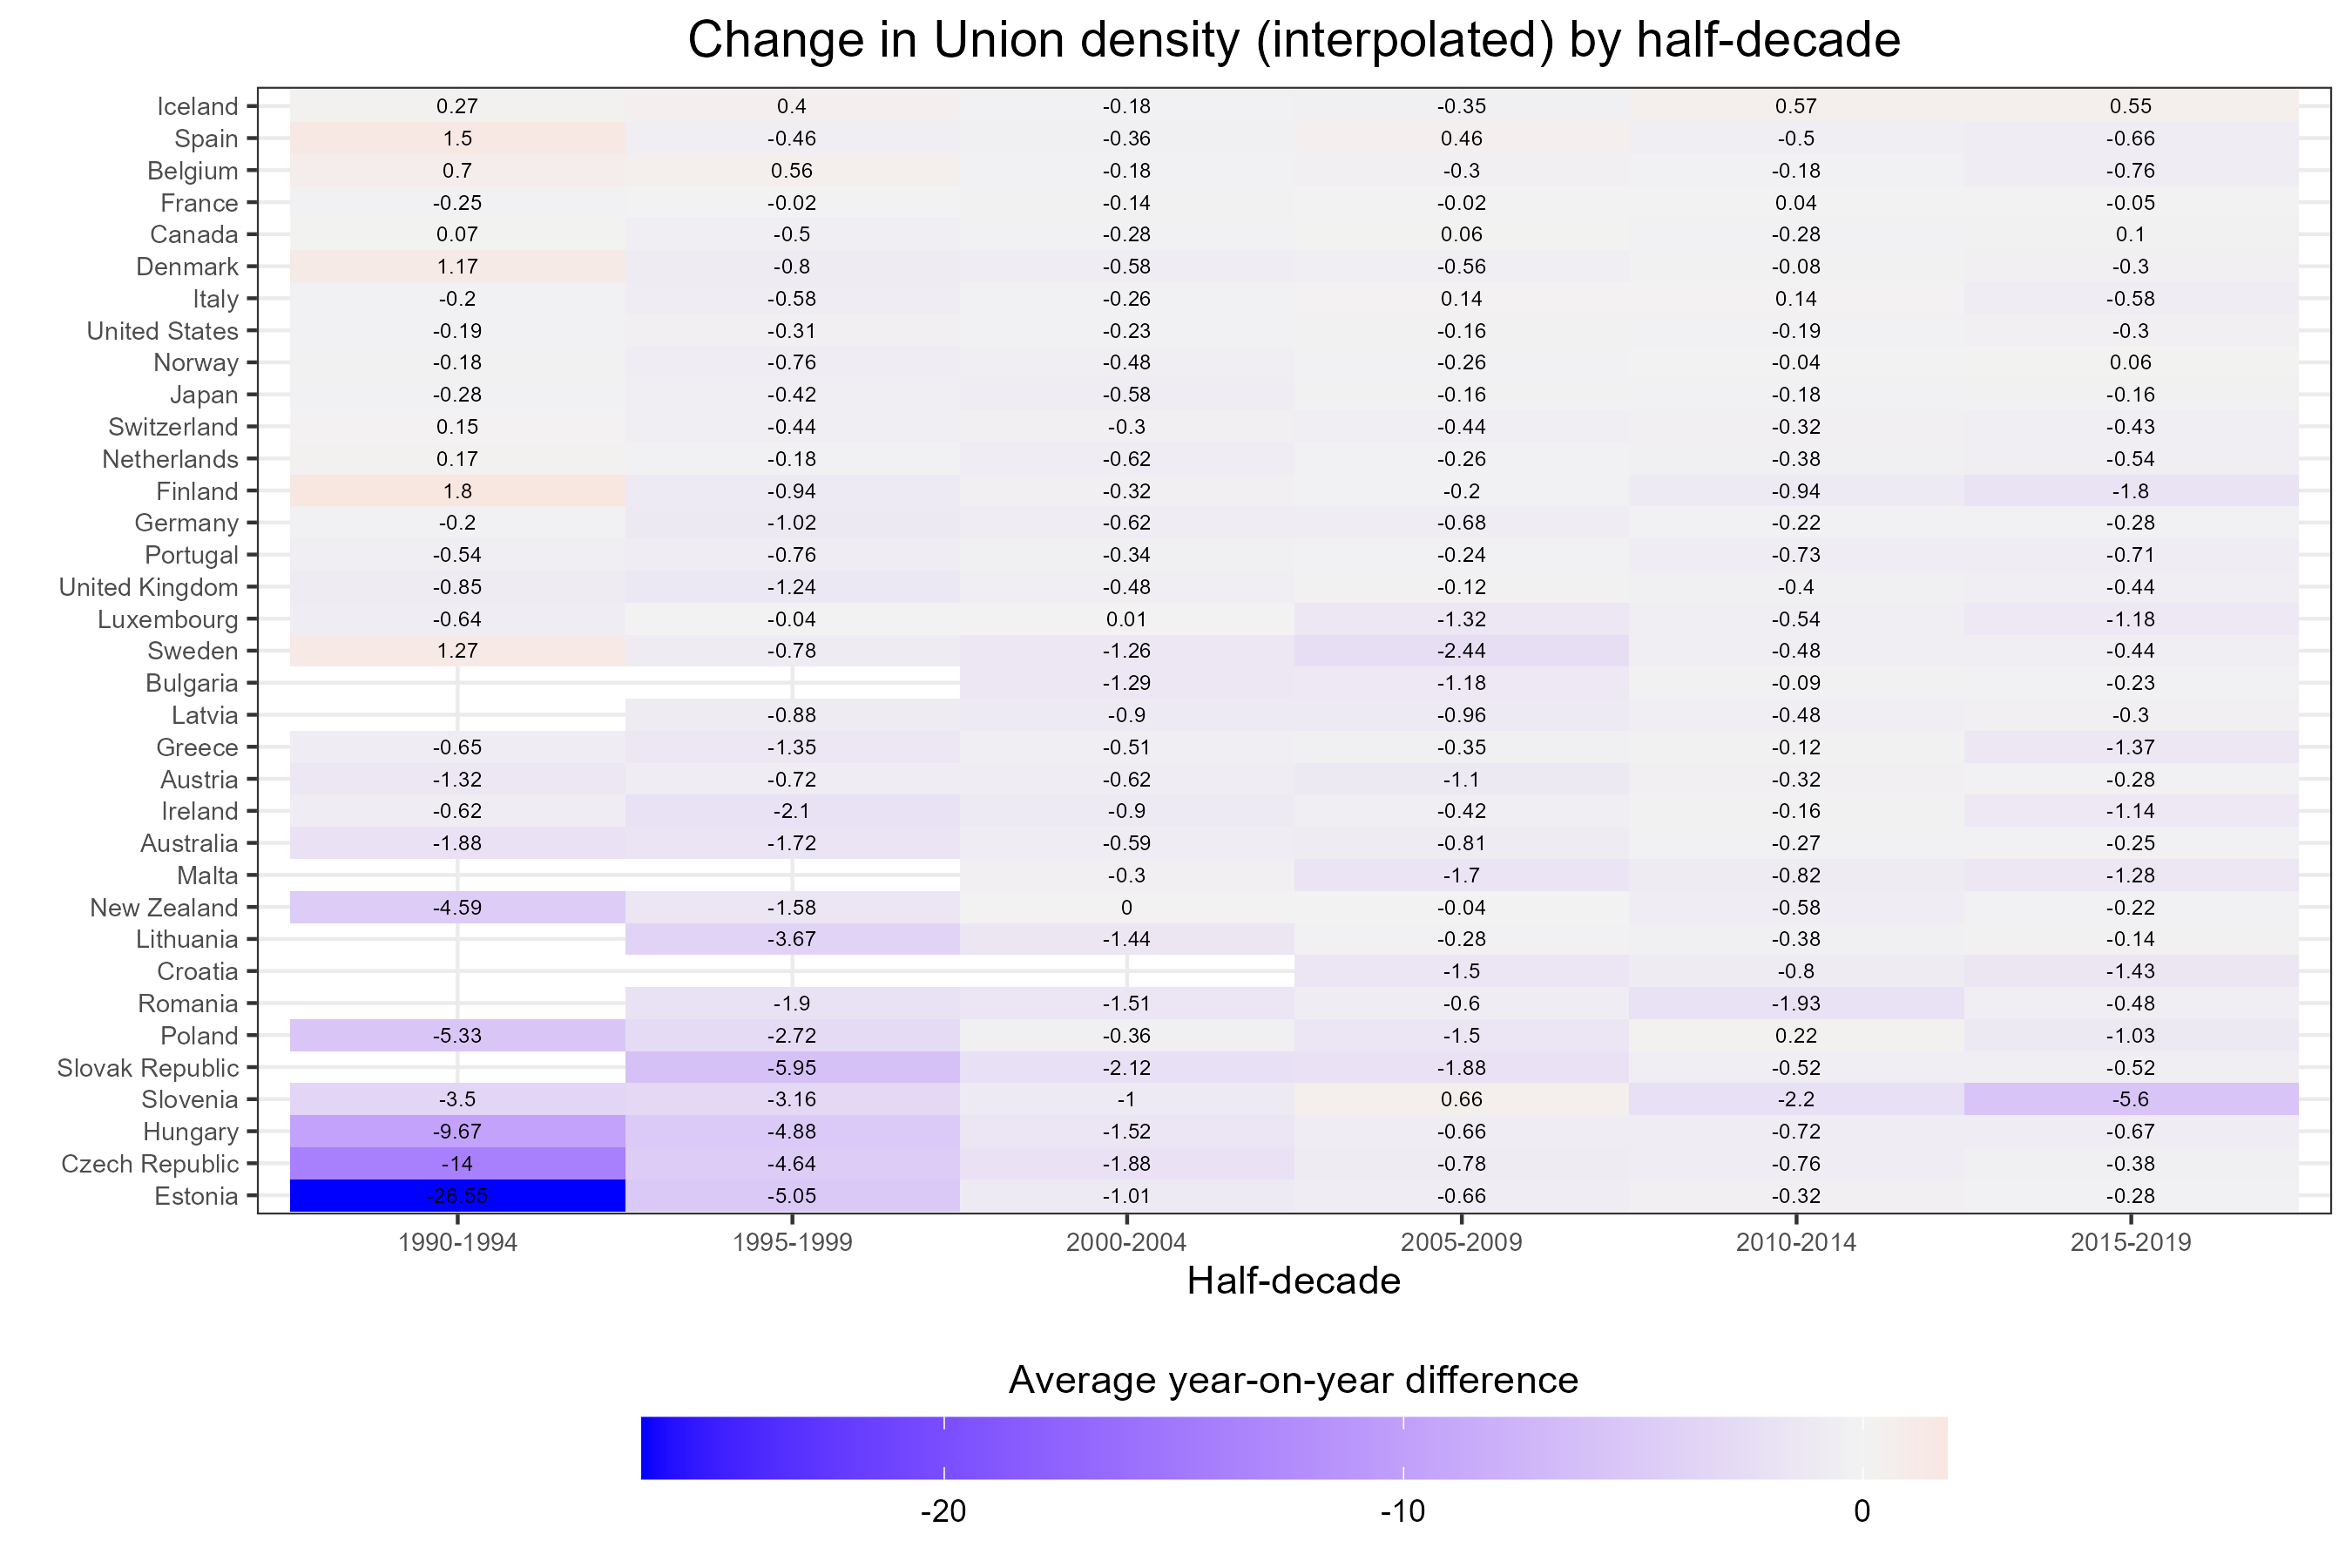 Change in Union density (interpolated) by half-decade
Iceland 0.27 0.4 -0.18 -0.35 0.57 0.55
Spain 1.5 -0.46 -0.36 0.46 -0.5 -0.66
Belgium 0.7 0.56 -0.18 -0.3 -0.18 -0.76
France -0.25 -0.02 -0.14 -0.02 0.04 -0.05
Canada 0.07 -0.5 -0.28 0.06 -0.28 0.1
Denmark 1.17 -0.8 -0.58 -0.56 -0.08 -0.3
Italy -0.2 -0.58 -0.26 0.14 0.14 -0.58
United States -0.19 -0.31 -0.23 -0.16 -0.19 -0.3
Norway -0.18 -0.76 -0.48 -0.26 -0.04 0.06
Japan -0.28 -0.42 -0.58 -0.16 -0.18 -0.16
Switzerland 0.15 -0.44 -0.3 -0.44 -0.32 -0.43
Netherlands 0.17 -0.18 -0.62 -0.26 -0.38 -0.54
Finland 1.8 -0.94 -0.32 -0.2 -0.94 -1.8
Germany -0.2 -1.02 -0.62 -0.68 -0.22 -0.28
Portugal -0.54 -0.76 -0.34 -0.24 -0.73 -0.71
United Kingdom -0.85 -1.24 -0.48 -0.12 -0.4 -0.44
Luxembourg -0.64 -0.04 0.01 -1.32 -0.54 -1.18
Sweden 1.27 -0.78 -1.26 -2.44 -0.48 -0.44
Bulgaria -1.29 -1.18 -0.09 -0.23
Latvia -0.88 -0.9 -0.96 -0.48 -0.3
Greece -0.65 -1.35 -0.51 -0.35 -0.12 -1.37
Austria -1.32 -0.72 -0.62 -1.1 -0.32 -0.28
Ireland -0.62 -2.1 -0.9 -0.42 -0.16 -1.14
Australia -1.88 -1.72 -0.59 -0.81 -0.27 -0.25
Malta -0.3 -1.7 -0.82 -1.28
New Zealand -4.59 -1.58 0 -0.04 -0.58 -0.22
Lithuania -3.67 -1.44 -0.28 -0.38 -0.14
Croatia -1.5 -0.8 -1.43
Romania -1.9 -1.51 -0.6 -1.93 -0.48
Poland -5.33 -2.72 -0.36 -1.5 0.22 -1.03
Slovak Republic -5.95 -2.12 -1.88 -0.52 -0.52
Slovenia -3.5 -3.16 -1 0.66 -2.2 -5.6
Hungary -9.67 -4.88 -1.52 -0.66 -0.72 -0.67
Czech Republic -14 -4.64 -1.88 -0.78 -0.76 -0.38
Estonia -26.55 -5.05 -1.01 -0.66 -0.32 -0.28
1990-1994 1995-1999 2000-2004 2005-2009 2010-2014 2015-2019
Half-decade
Average year-on-year difference
-20 -10 0